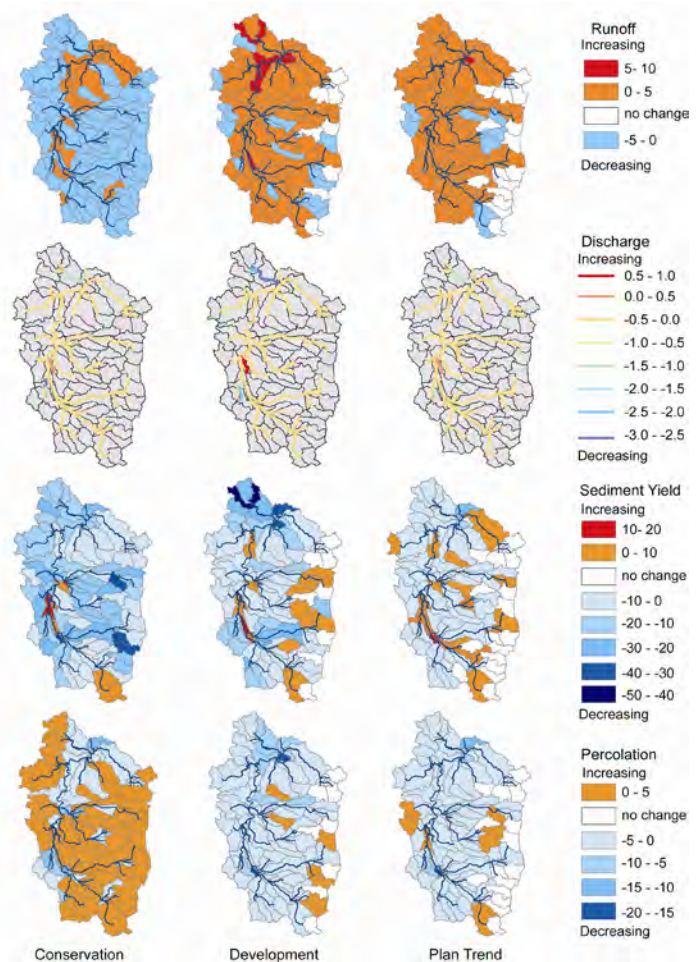 Runoff
Increasing
5- 10
0 - 5
no change
-5 - 0
Decreasing
Discharge
Increasing
0.5 - 1.0
0.0 - 0.5
-0.5 - 0.0
-1.0 - -0.5
-1.5 - -1.0
-2.0 - -1.5
-2.5 - -2.0
-3.0 - -2.5
Decreasing
Sediment Yield
Increasing
10- 20
0 - 10
no change
-10 - 0
-20 - -10
-30 - -20
-40 - -30
-50 - -40
Decreasing
Percolation
Increasing
0 - 5
no change
-5 - 0
-10 - -5
-15 - -10
-20 - -15
Decreasing
Conservation Development Plan Trend